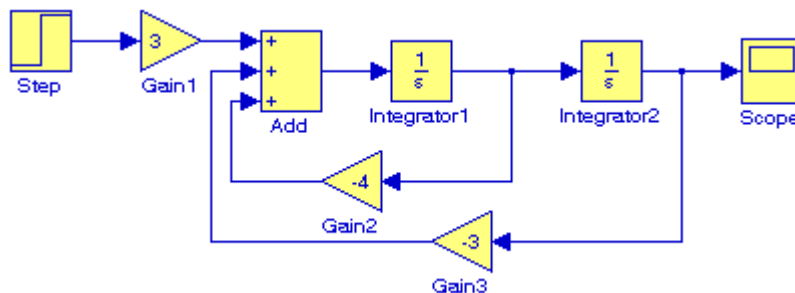 Step
3
Gain1
+
+
+
Add
1
s
Integrator1
1
s
Integrator2
Scope
-4
Gain2
-3
Gain3